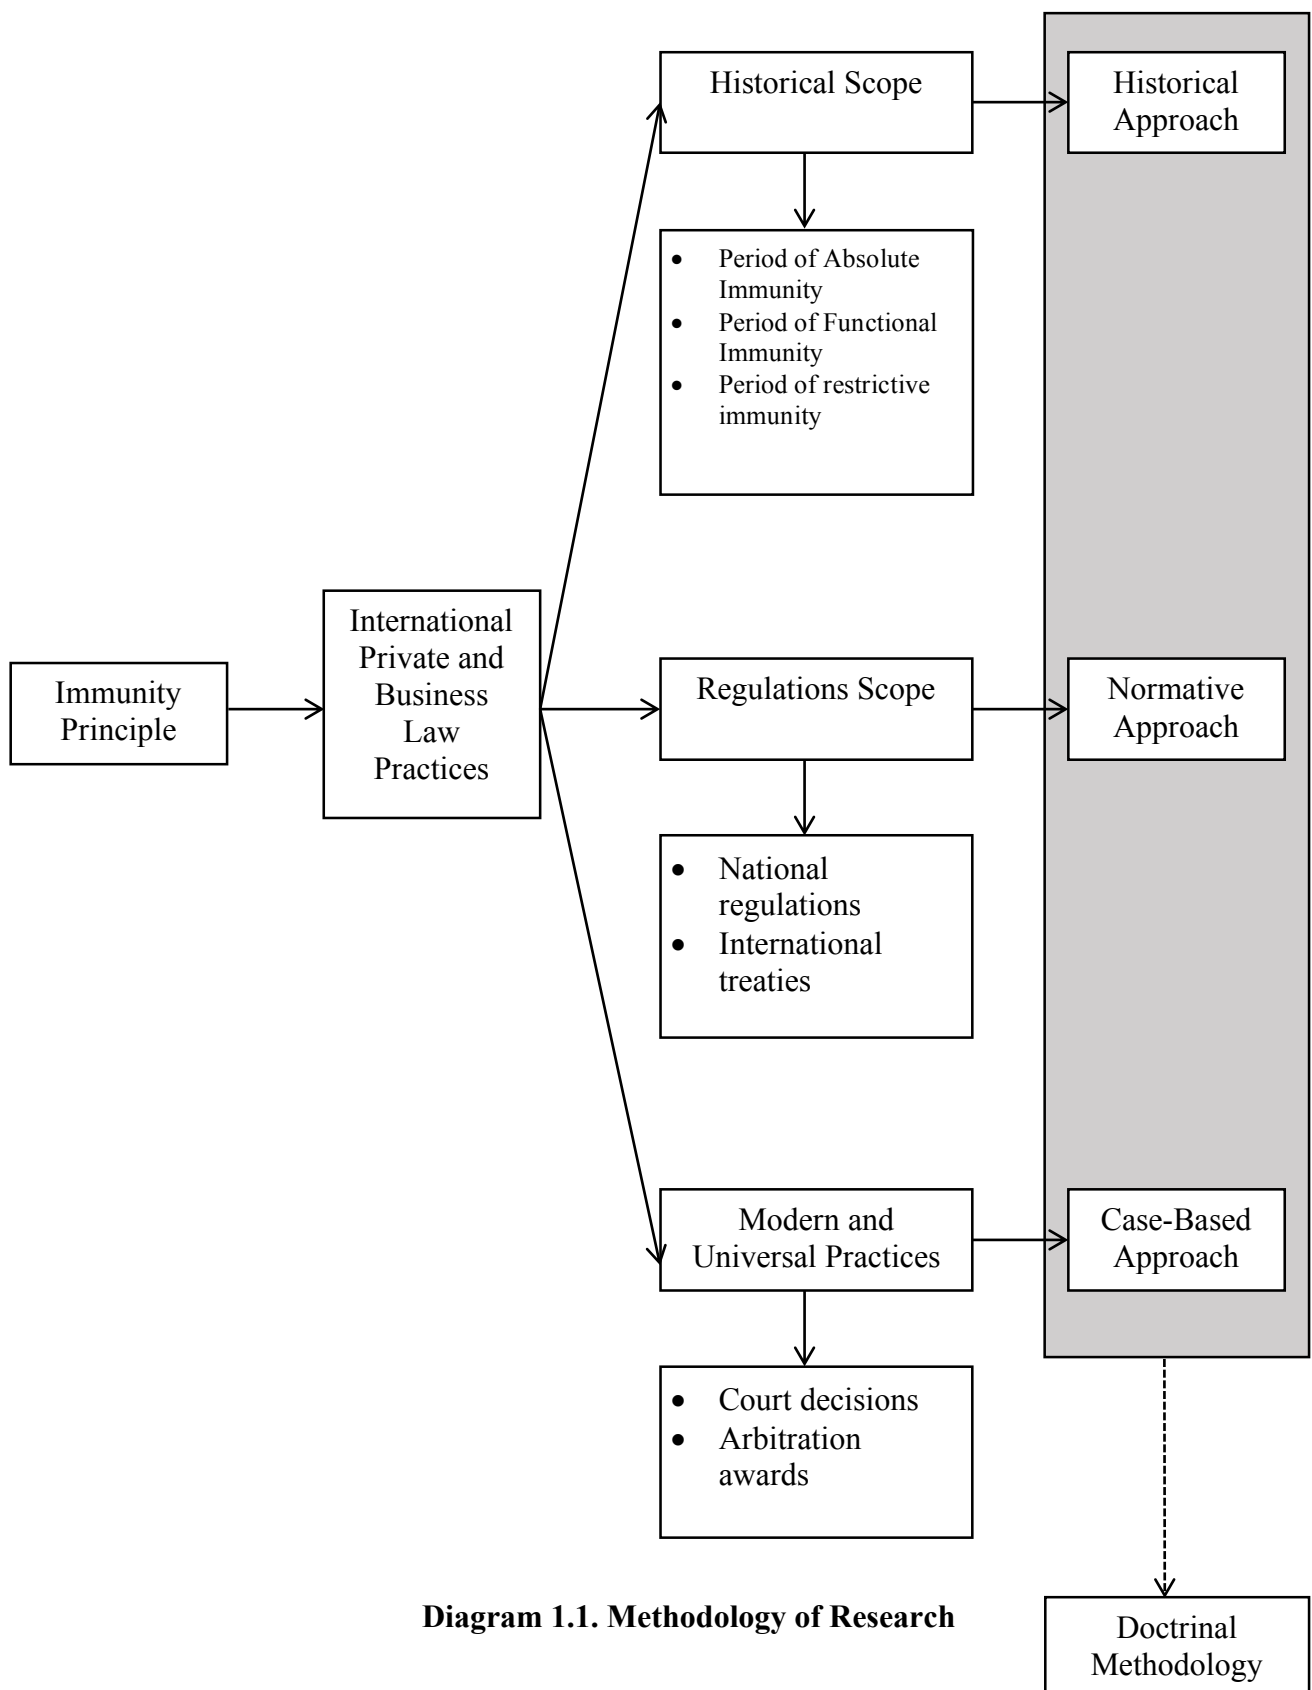 Historical Scope
Historical
Approach
• Period of Absolute
Immunity
• Period of Functional
Immunity
• Period of restrictive
immunity
Immunity
Principle
International
Private and
Business
Law
Practices
Regulations Scope
Normative
Approach
• National
regulations
• International
treaties
Modern and
Universal Practices
Case-Based
Approach
• Court decisions
• Arbitration
awards
Diagram 1.1. Methodology of Research
Doctrinal
Methodology